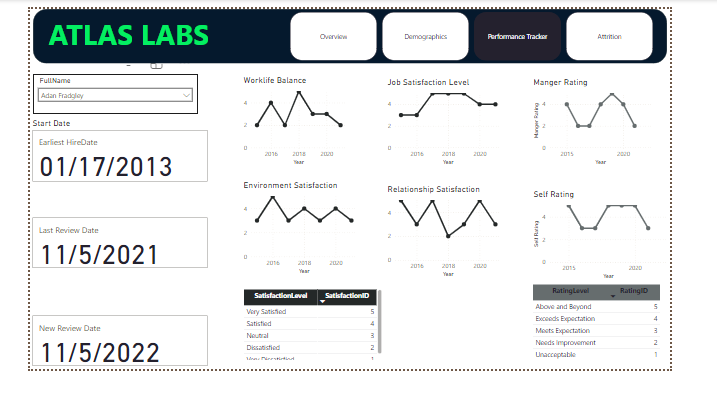 ATLAS LABS
Overview
Demographics
Performance Tracker
Attrition
FullName
Adan Fradgley
Start Date
Earliest HireDate
01/17/2013
Last Review Date
11/5/2021
New Review Date
11/5/2022
Worklife Balance
4
2
0
2016 2018 2020
Year
Job Satisfaction Level
4
2
0
2016 2018 2020
Year
Manger Rating
Manger Rating
4
2
0
2015 2020
Year
Environment Satisfaction
4
2
0
2016 2018 2020
Year
Relationship Satisfaction
4
2
0
2016 2018 2020
Year
Self Rating
Self Rating
4
2
0
2015 2020
Year
SatisfactionLevel SatisfactionID
Very Satisfied 5
Satisfied 4
Neutral 3
Dissatisfied 2
Very Dissatisfied 1
RatingLevel RatingID
Above and Beyond 5
Exceeds Expectation 4
Meets Expectation 3
Needs Improvement 2
Unacceptable 1